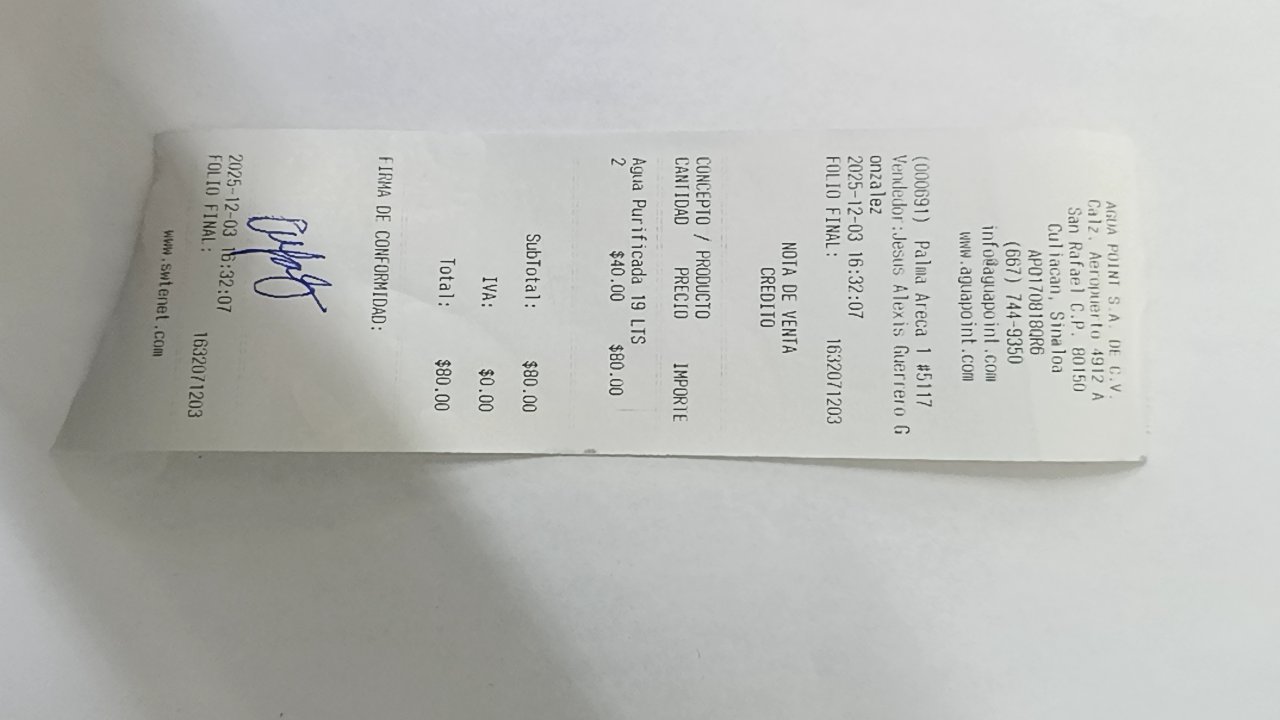 AGUA POINT S.A. DE C.V.
Calz. Aeropuerto 4912 A
San Rafael C.P. 80150
Culiacan, Sinaloa
APO170818QR6
(667) 744-9350
info@aguapoint.com
www.aguapoint.com
(000691) Palma Areca 1 #5117
Vendedor:Jesus Alexis Guerrero G
onzalez
2025-12-03 16:32:07
FOLIO FINAL: 1632071203
NOTA DE VENTA
CREDITO
CONCEPTO / PRODUCTO
CANTIDAD PRECIO IMPORTE
Agua Purificada 19 LTS
2 $40.00 $80.00
SubTotal: $80.00
IVA: $0.00
Total: $80.00
FIRMA DE CONFORMIDAD:
2025-12-03 16:32:07
FOLIO FINAL: 1632071203
www.swtenet.com